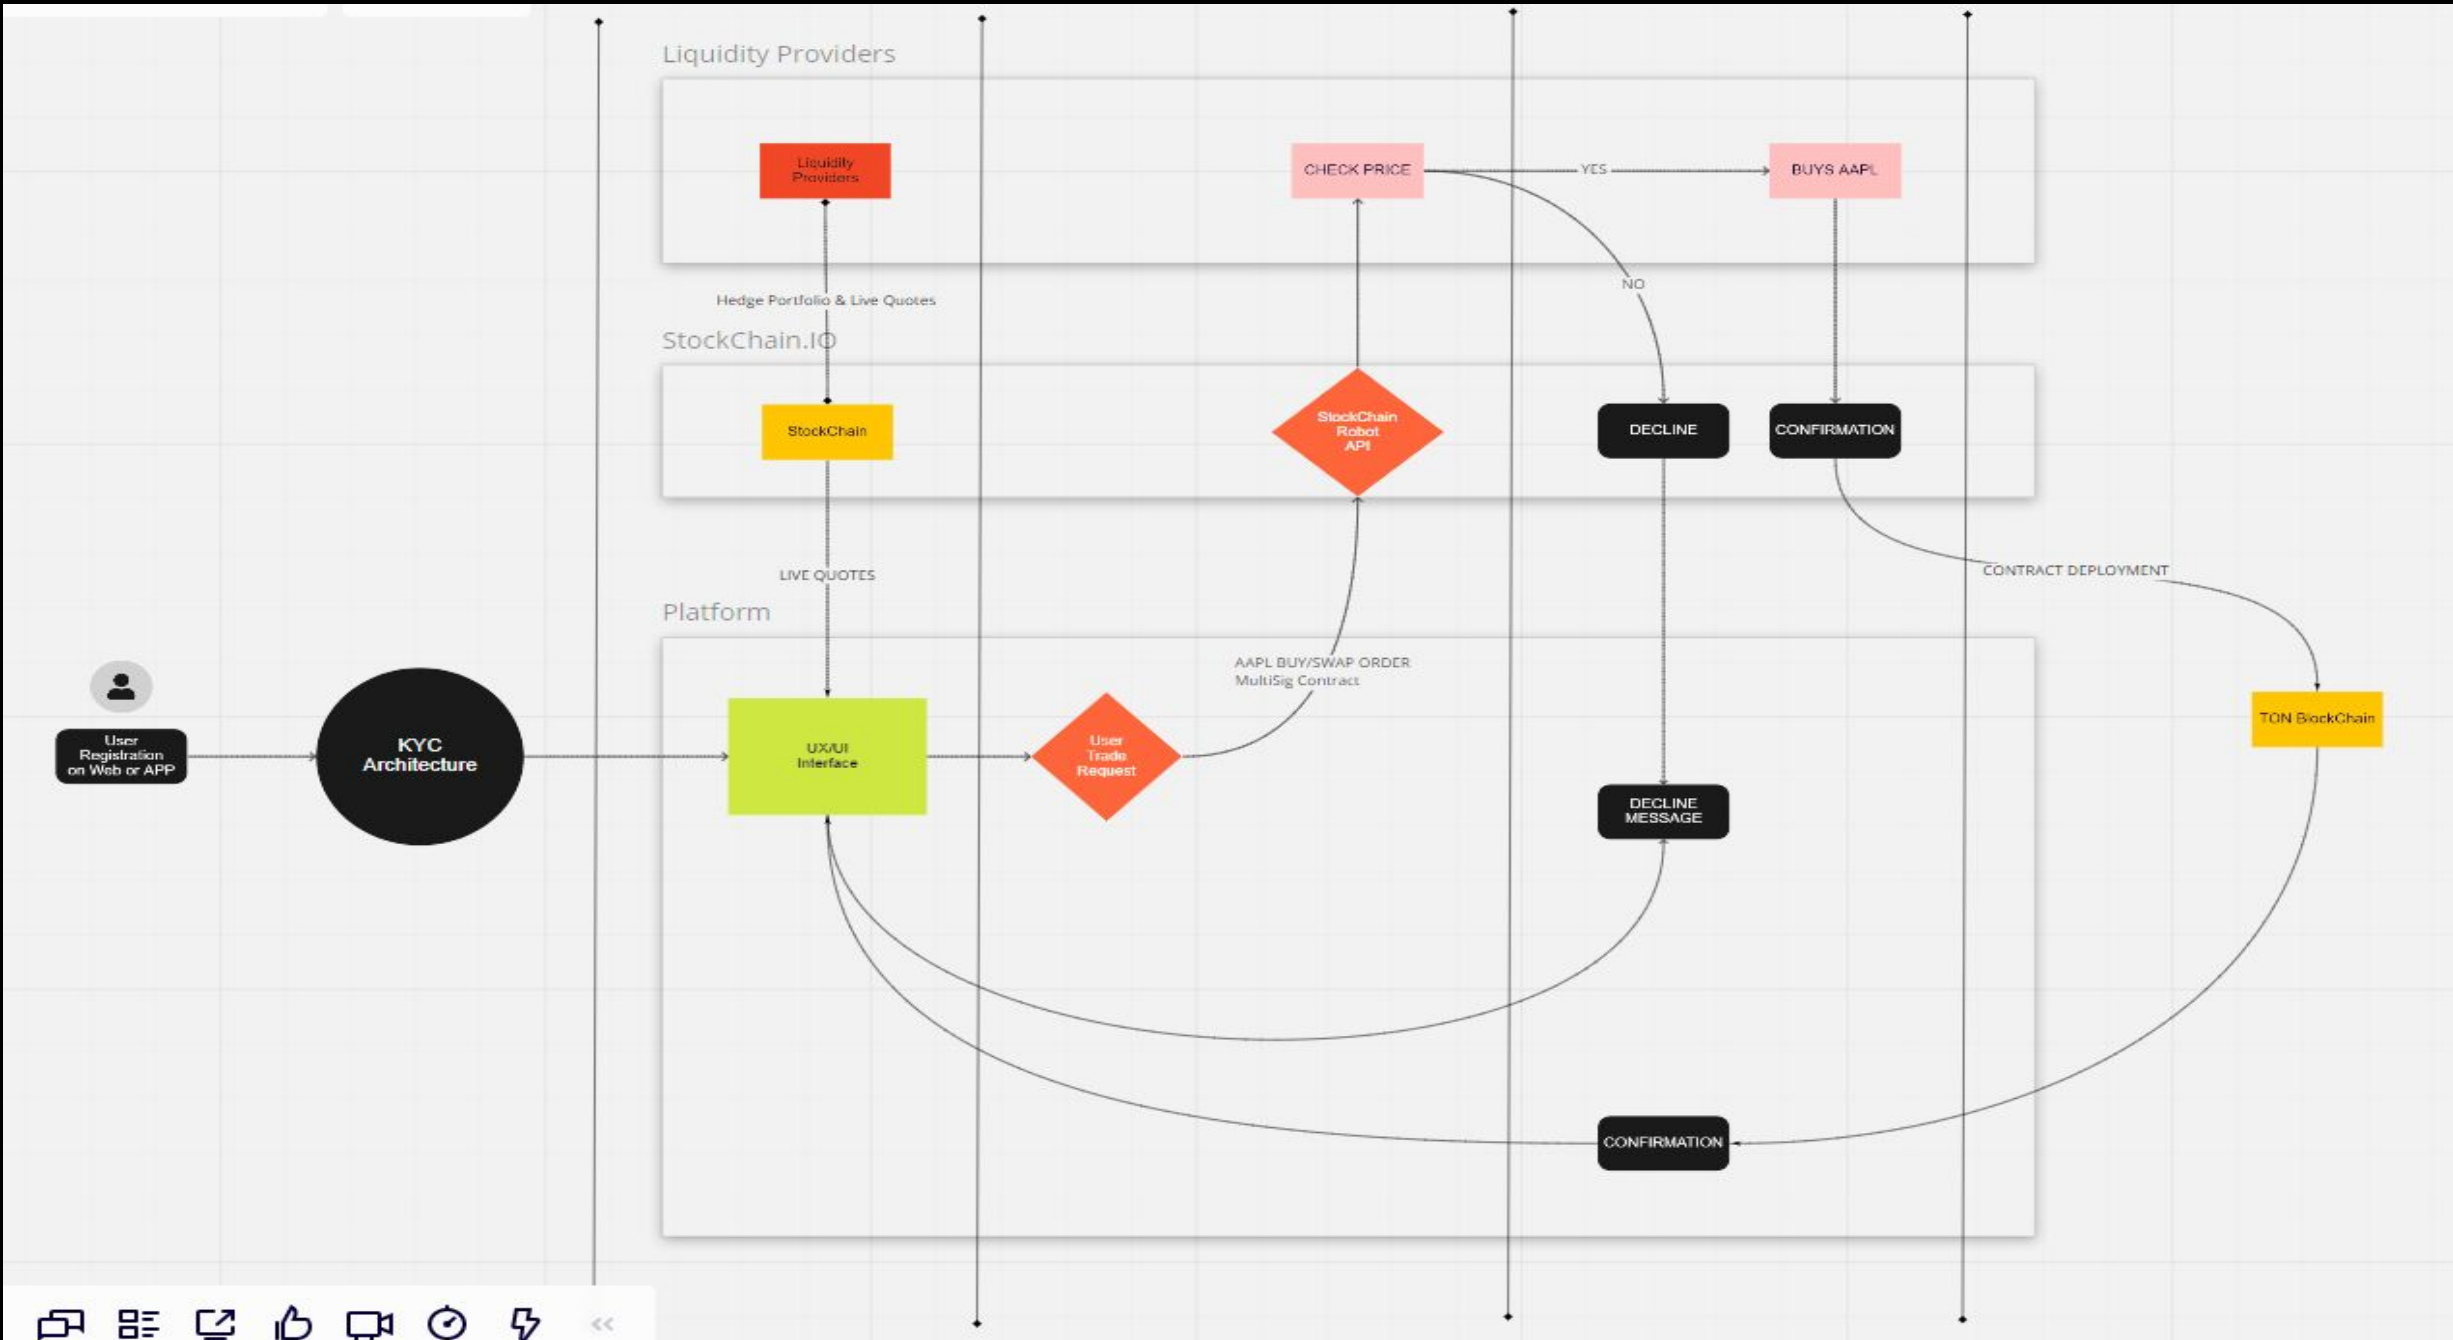 Liquidity Providers
Liquidity
Providers
CHECK PRICE
YES
BUYS AAPL
NO
Hedge Portfolio & Live Quotes
StockChain.IO
StockChain
StockChain
Robot
API
DECLINE
CONFIRMATION
LIVE QUOTES
CONTRACT DEPLOYMENT
Platform
AAPL BUY/SWAP ORDER
MultiSig Contract
User
Registration
on Web or APP
KYC
Architecture
UX/UI
Interface
User
Trade
Request
TON BlockChain
DECLINE
MESSAGE
CONFIRMATION